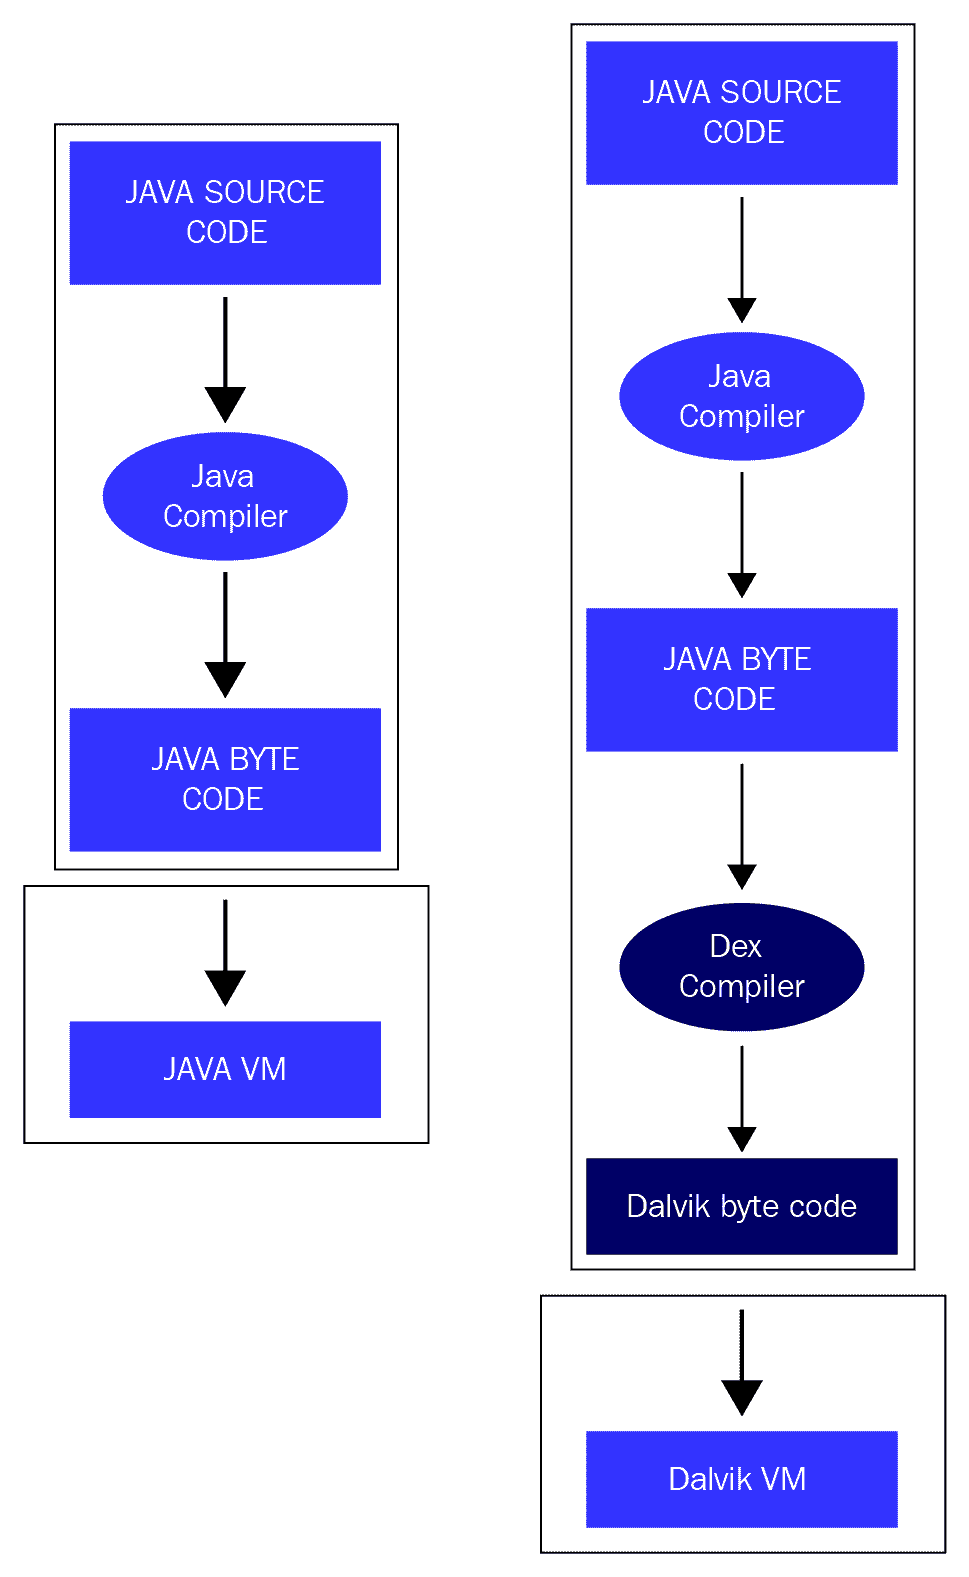 JAVA SOURCE
CODE
Java
Compiler
JAVA BYTE
CODE
JAVA VM
JAVA SOURCE
CODE
Java
Compiler
JAVA BYTE
CODE
Dex
Compiler
Dalvik byte code
Dalvik VM